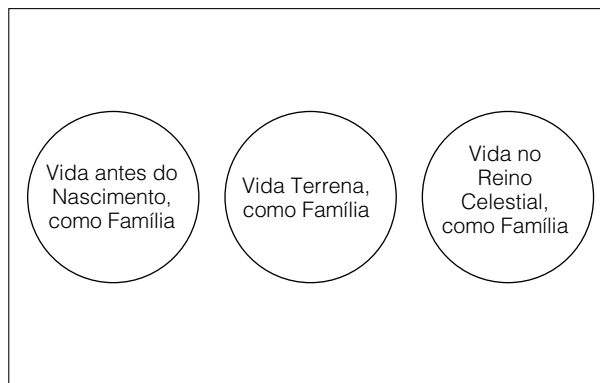 Vida antes do
Nascimento,
como Família
Vida Terrena,
como Família
Vida no
Reino
Celestial,
como Família